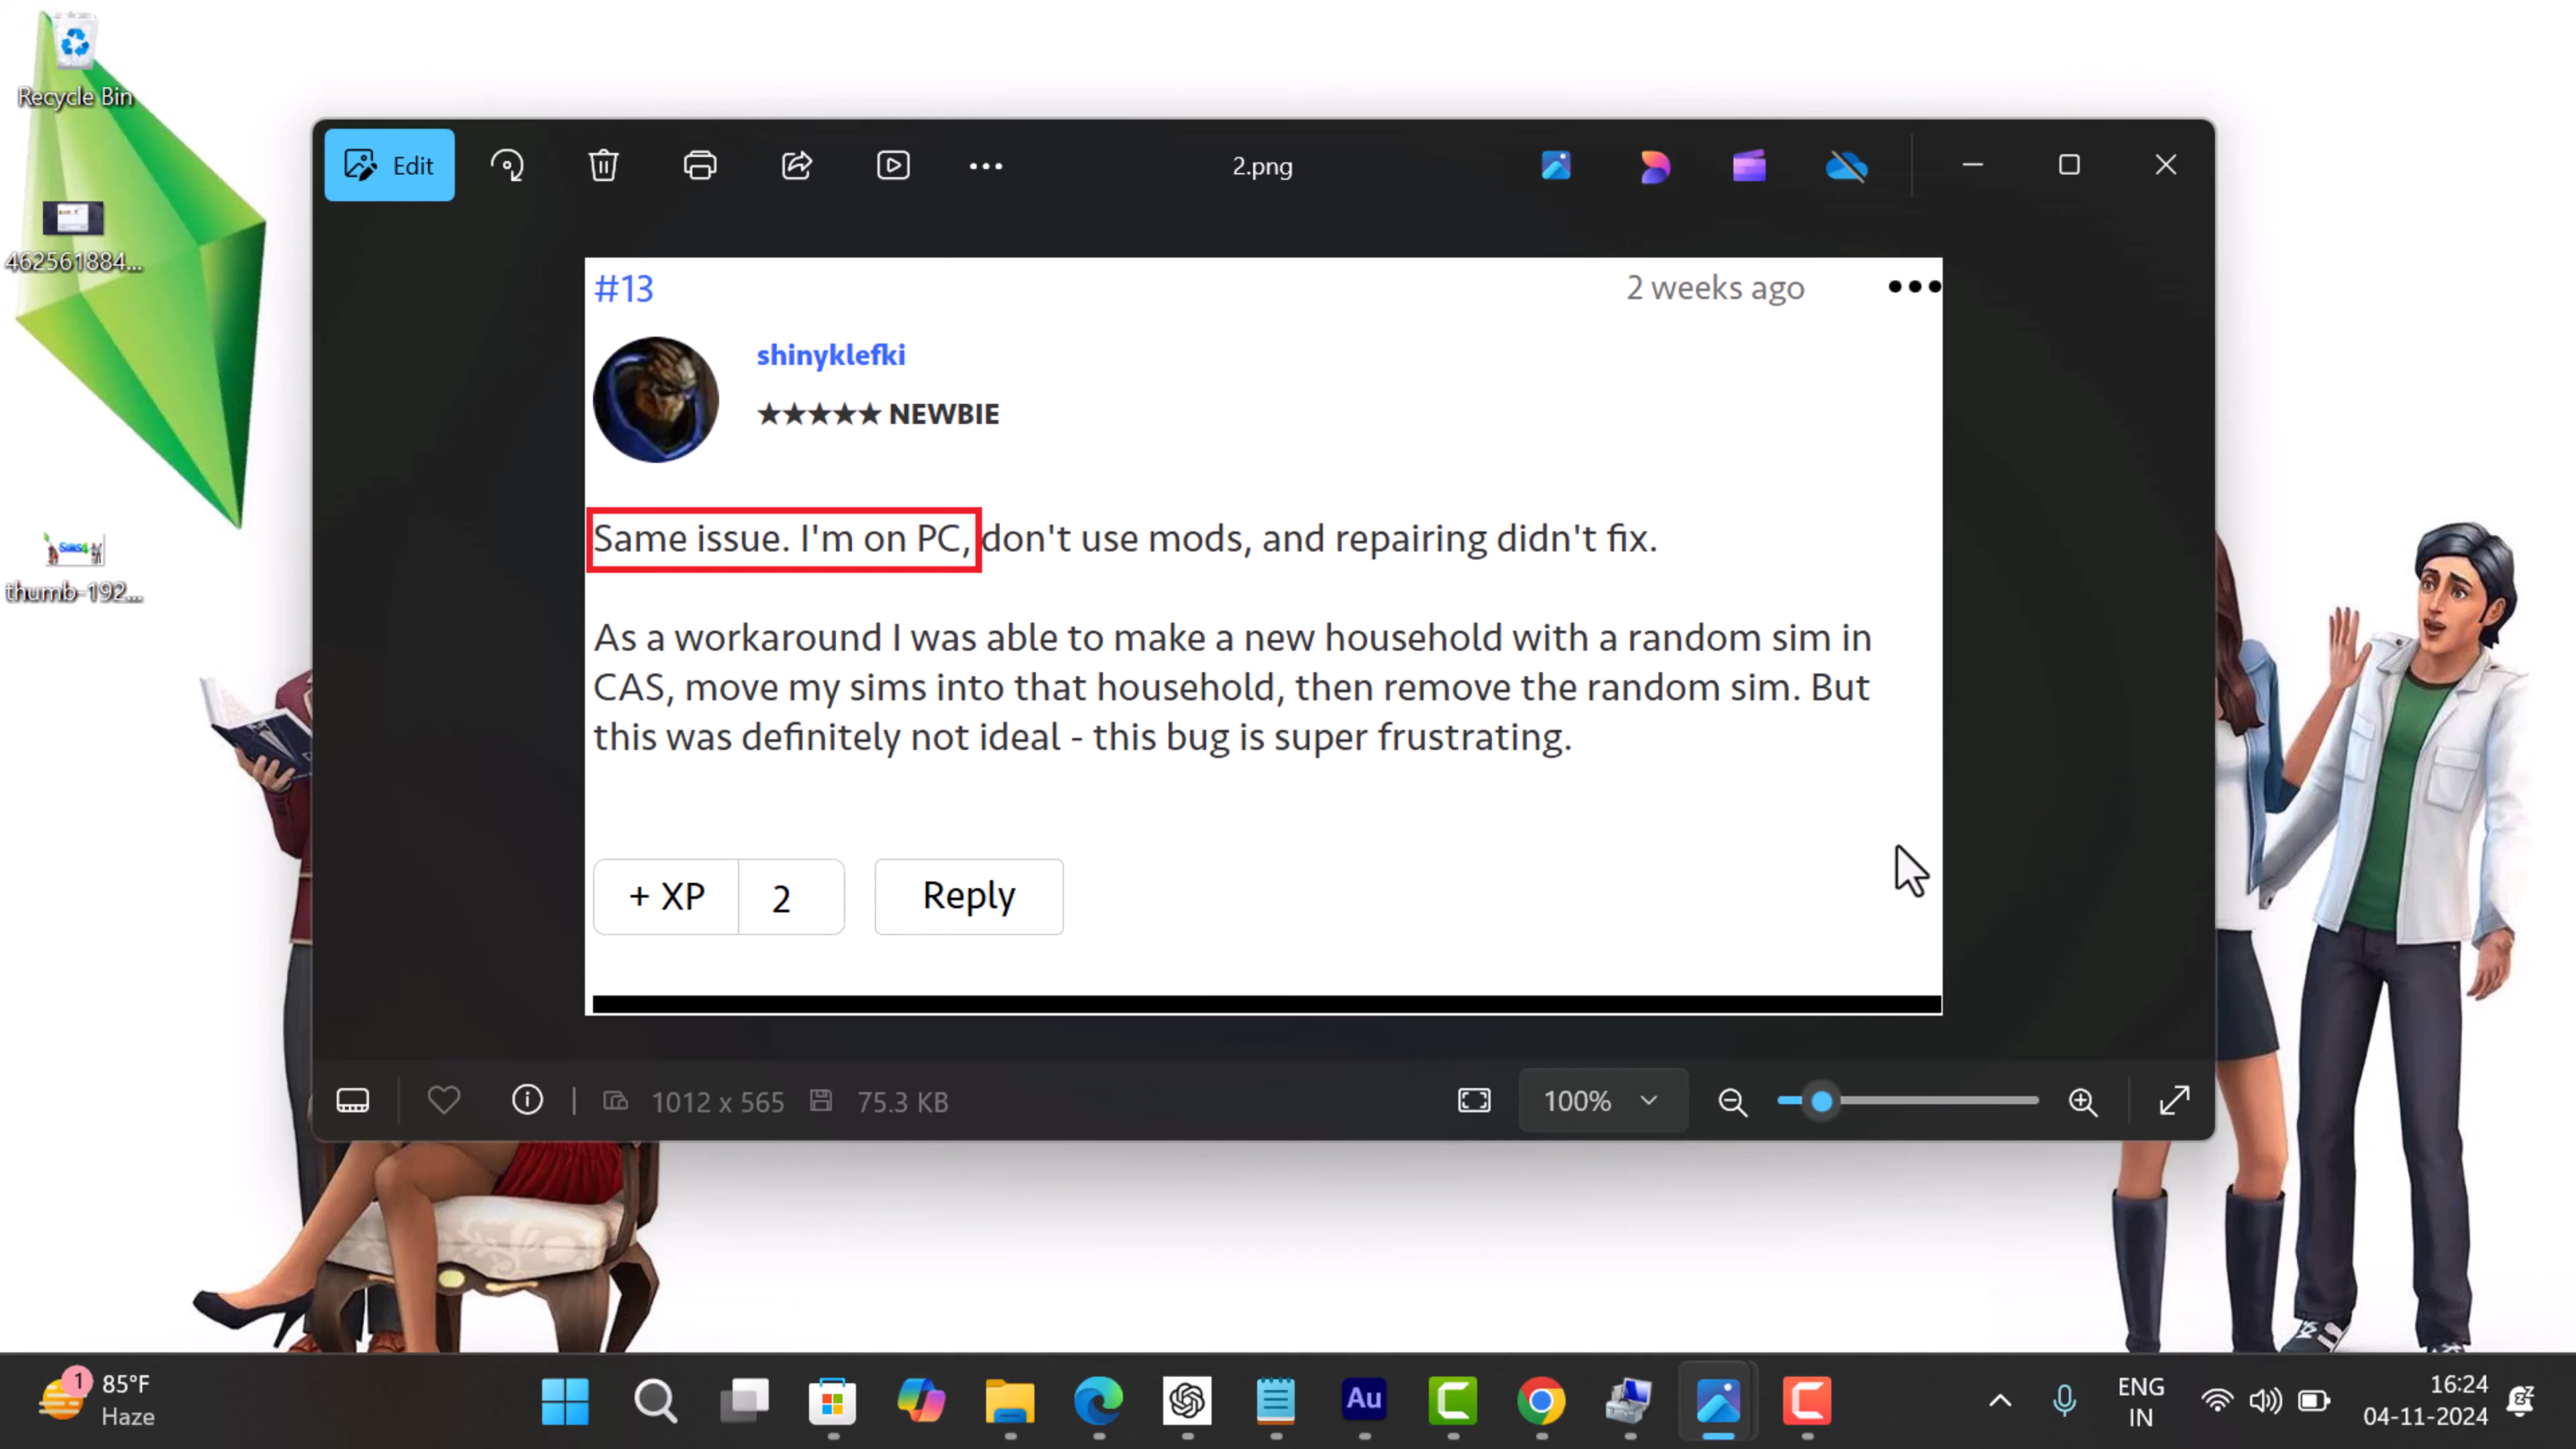 Recycle Bin
462561884...
Sims4
thumb-192...
Edit
2.png
#13
2 weeks ago
shinyklefki
★★★★★ NEWBIE
Same issue. I'm on PC, don't use mods, and repairing didn't fix.
As a workaround I was able to make a new household with a random sim in
CAS, move my sims into that household, then remove the random sim. But
this was definitely not ideal - this bug is super frustrating.
+ XP 2
Reply
1012 x 565
75.3 KB
100%
1
85°F
Haze
Au
ENG
IN
16:24
04-11-2024